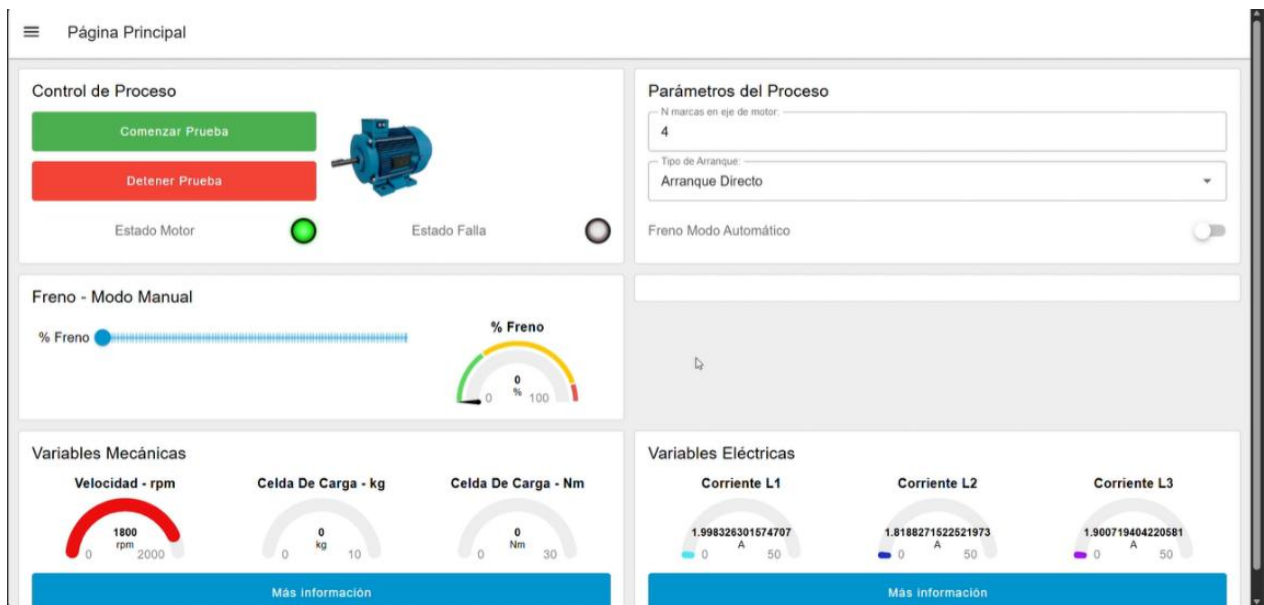 Página Principal
Control de Proceso
Comenzar Prueba
Detener Prueba
Estado Motor
Estado Falla
Parámetros del Proceso
N marcas en eje de motor:
4
Tipo de Arranque:
Arranque Directo
Freno Modo Automático
Freno - Modo Manual
% Freno
% Freno
0
%
0 100
Variables Mecánicas
Velocidad - rpm
1800
rpm
0 2000
Celda De Carga - kg
0
kg
0 10
Celda De Carga - Nm
0
Nm
0 30
Más información
Variables Eléctricas
Corriente L1
1.998326301574707
A
0 50
Corriente L2
1.8188271522521973
A
0 50
Corriente L3
1.900719404220581
A
0 50
Más información